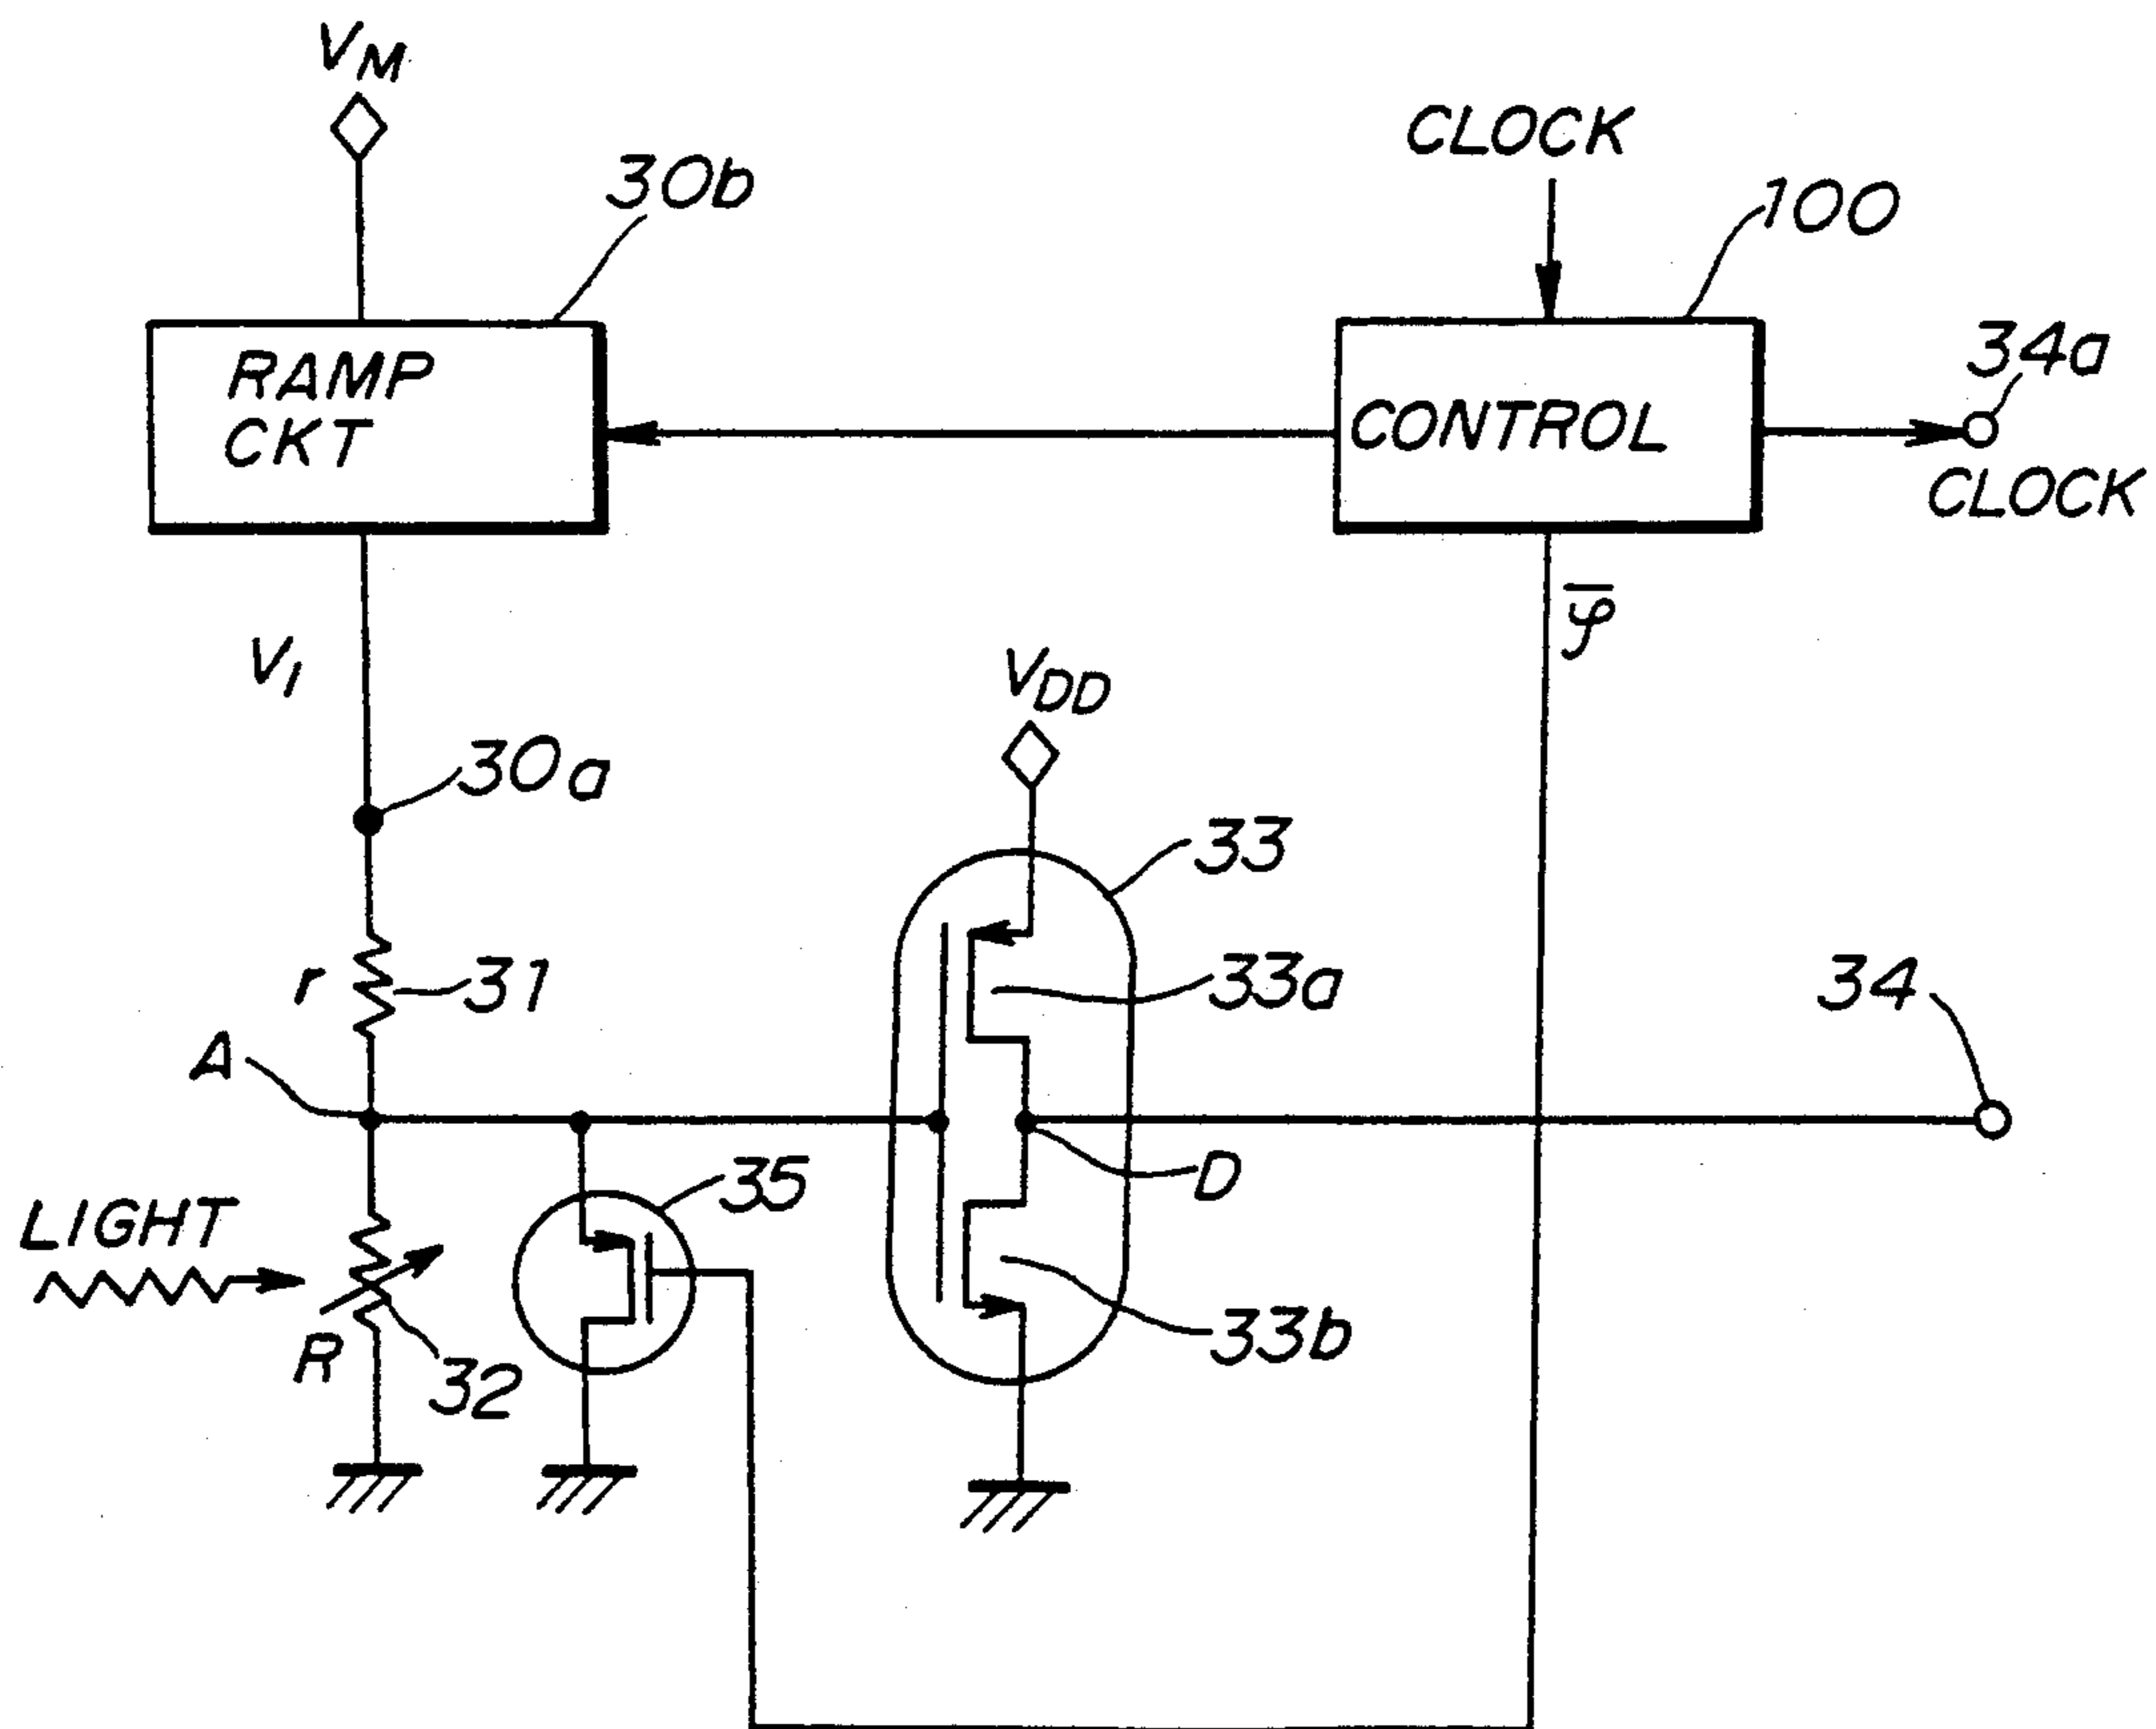 VM
30b
CLOCK
100
RAMP
CKT
CONTROL
34a
CLOCK
V1
φ̅
VDD
30a
33
r
31
33a
34
A
35
D
LIGHT
R
32
33b